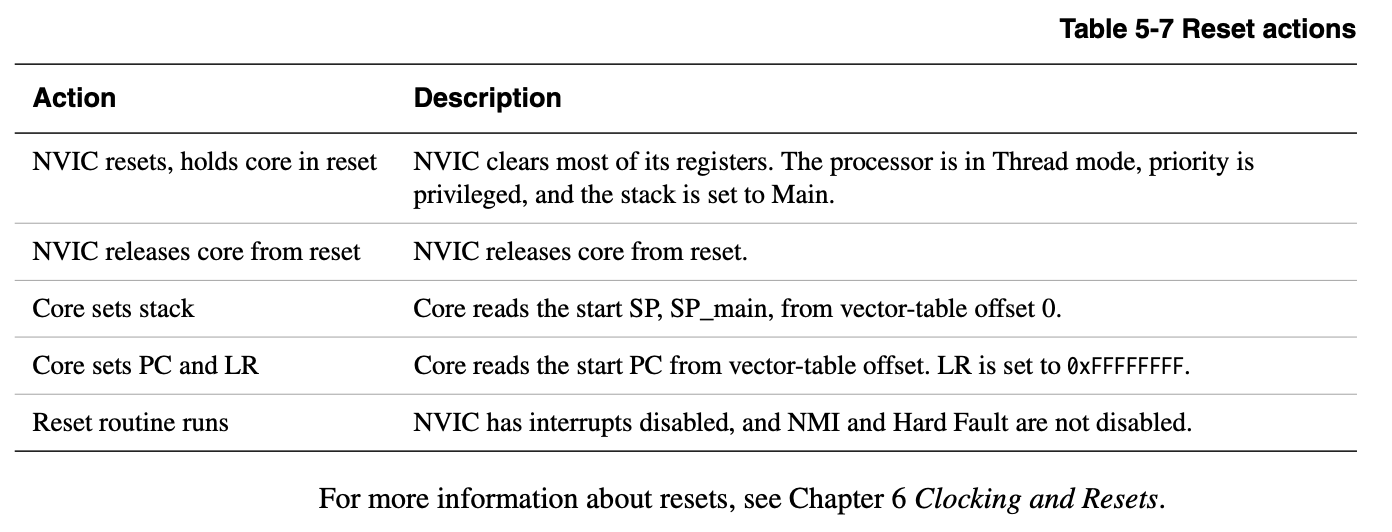 Table 5-7 Reset actions
Action Description
NVIC resets, holds core in reset NVIC clears most of its registers. The processor is in Thread mode, priority is
privileged, and the stack is set to Main.
NVIC releases core from reset NVIC releases core from reset.
Core sets stack Core reads the start SP, SP_main, from vector-table offset 0.
Core sets PC and LR Core reads the start PC from vector-table offset. LR is set to 0xFFFFFFFF.
Reset routine runs NVIC has interrupts disabled, and NMI and Hard Fault are not disabled.
For more information about resets, see Chapter 6 Clocking and Resets.